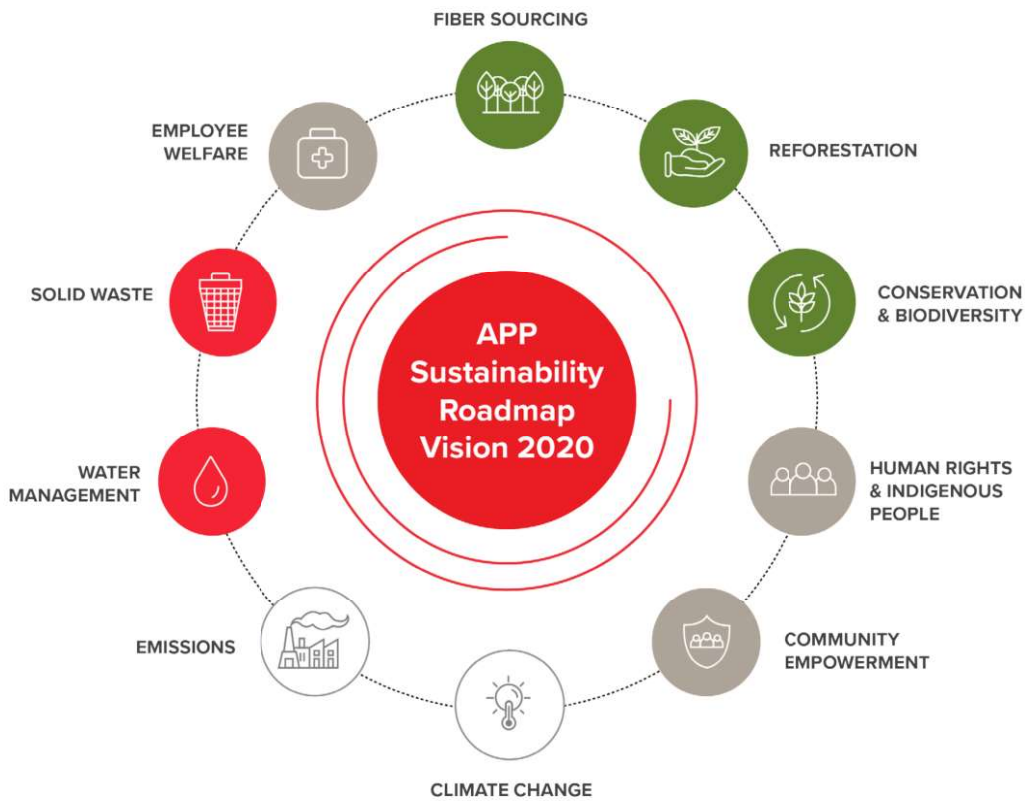 FIBER SOURCING
REFORESTATION
CONSERVATION
& BIODIVERSITY
HUMAN RIGHTS
& INDIGENOUS
PEOPLE
COMMUNITY
EMPOWERMENT
CLIMATE CHANGE
EMISSIONS
WATER
MANAGEMENT
SOLID WASTE
EMPLOYEE
WELFARE
APP
Sustainability
Roadmap
Vision 2020